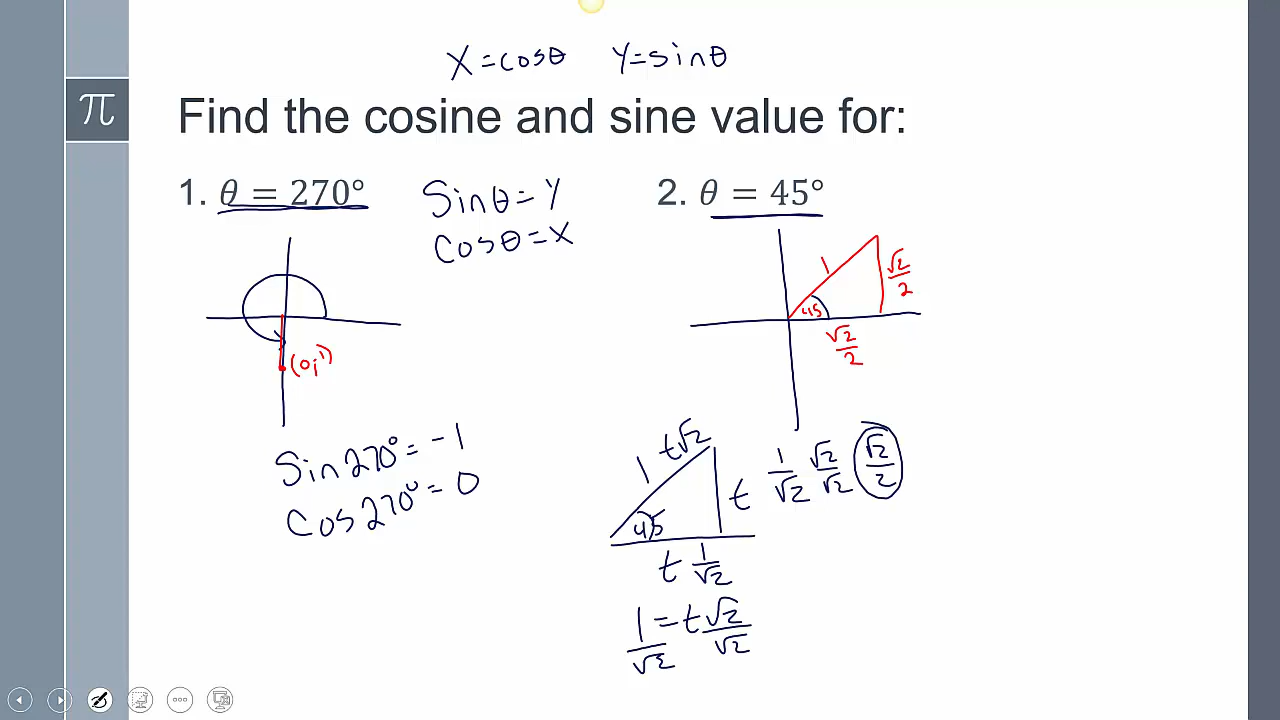 X=cosθ Y=sinθ
π
Find the cosine and sine value for:
1. θ = 270°
Sinθ=Y
Cosθ=X
(0,-1)
Sin270°=-1
Cos270°=0
2. θ = 45°
1
45
√2/2
√2/2
1 t√2
45
t
t 1/√2
1/√2 √2/√2 √2/2
1/√2=t√2/√2